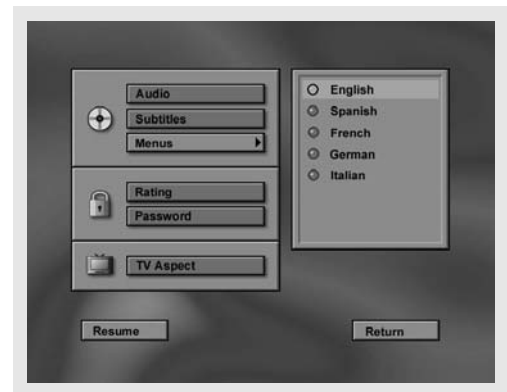 Audio
Subtitles
Menus
Rating
Password
TV Aspect
English
Spanish
French
German
Italian
Resume
Return